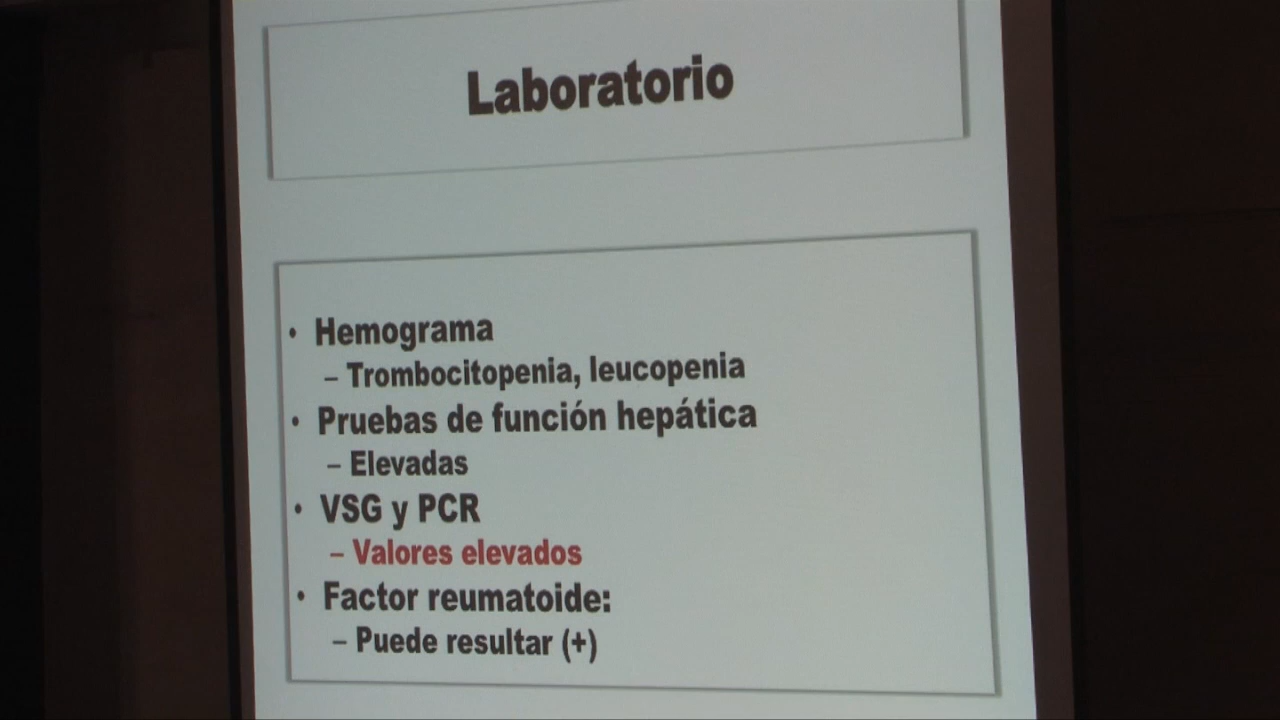 Laboratorio
• Hemograma
– Trombocitopenia, leucopenia
• Pruebas de función hepática
– Elevadas
• VSG y PCR
– Valores elevados
• Factor reumatoide:
– Puede resultar (+)